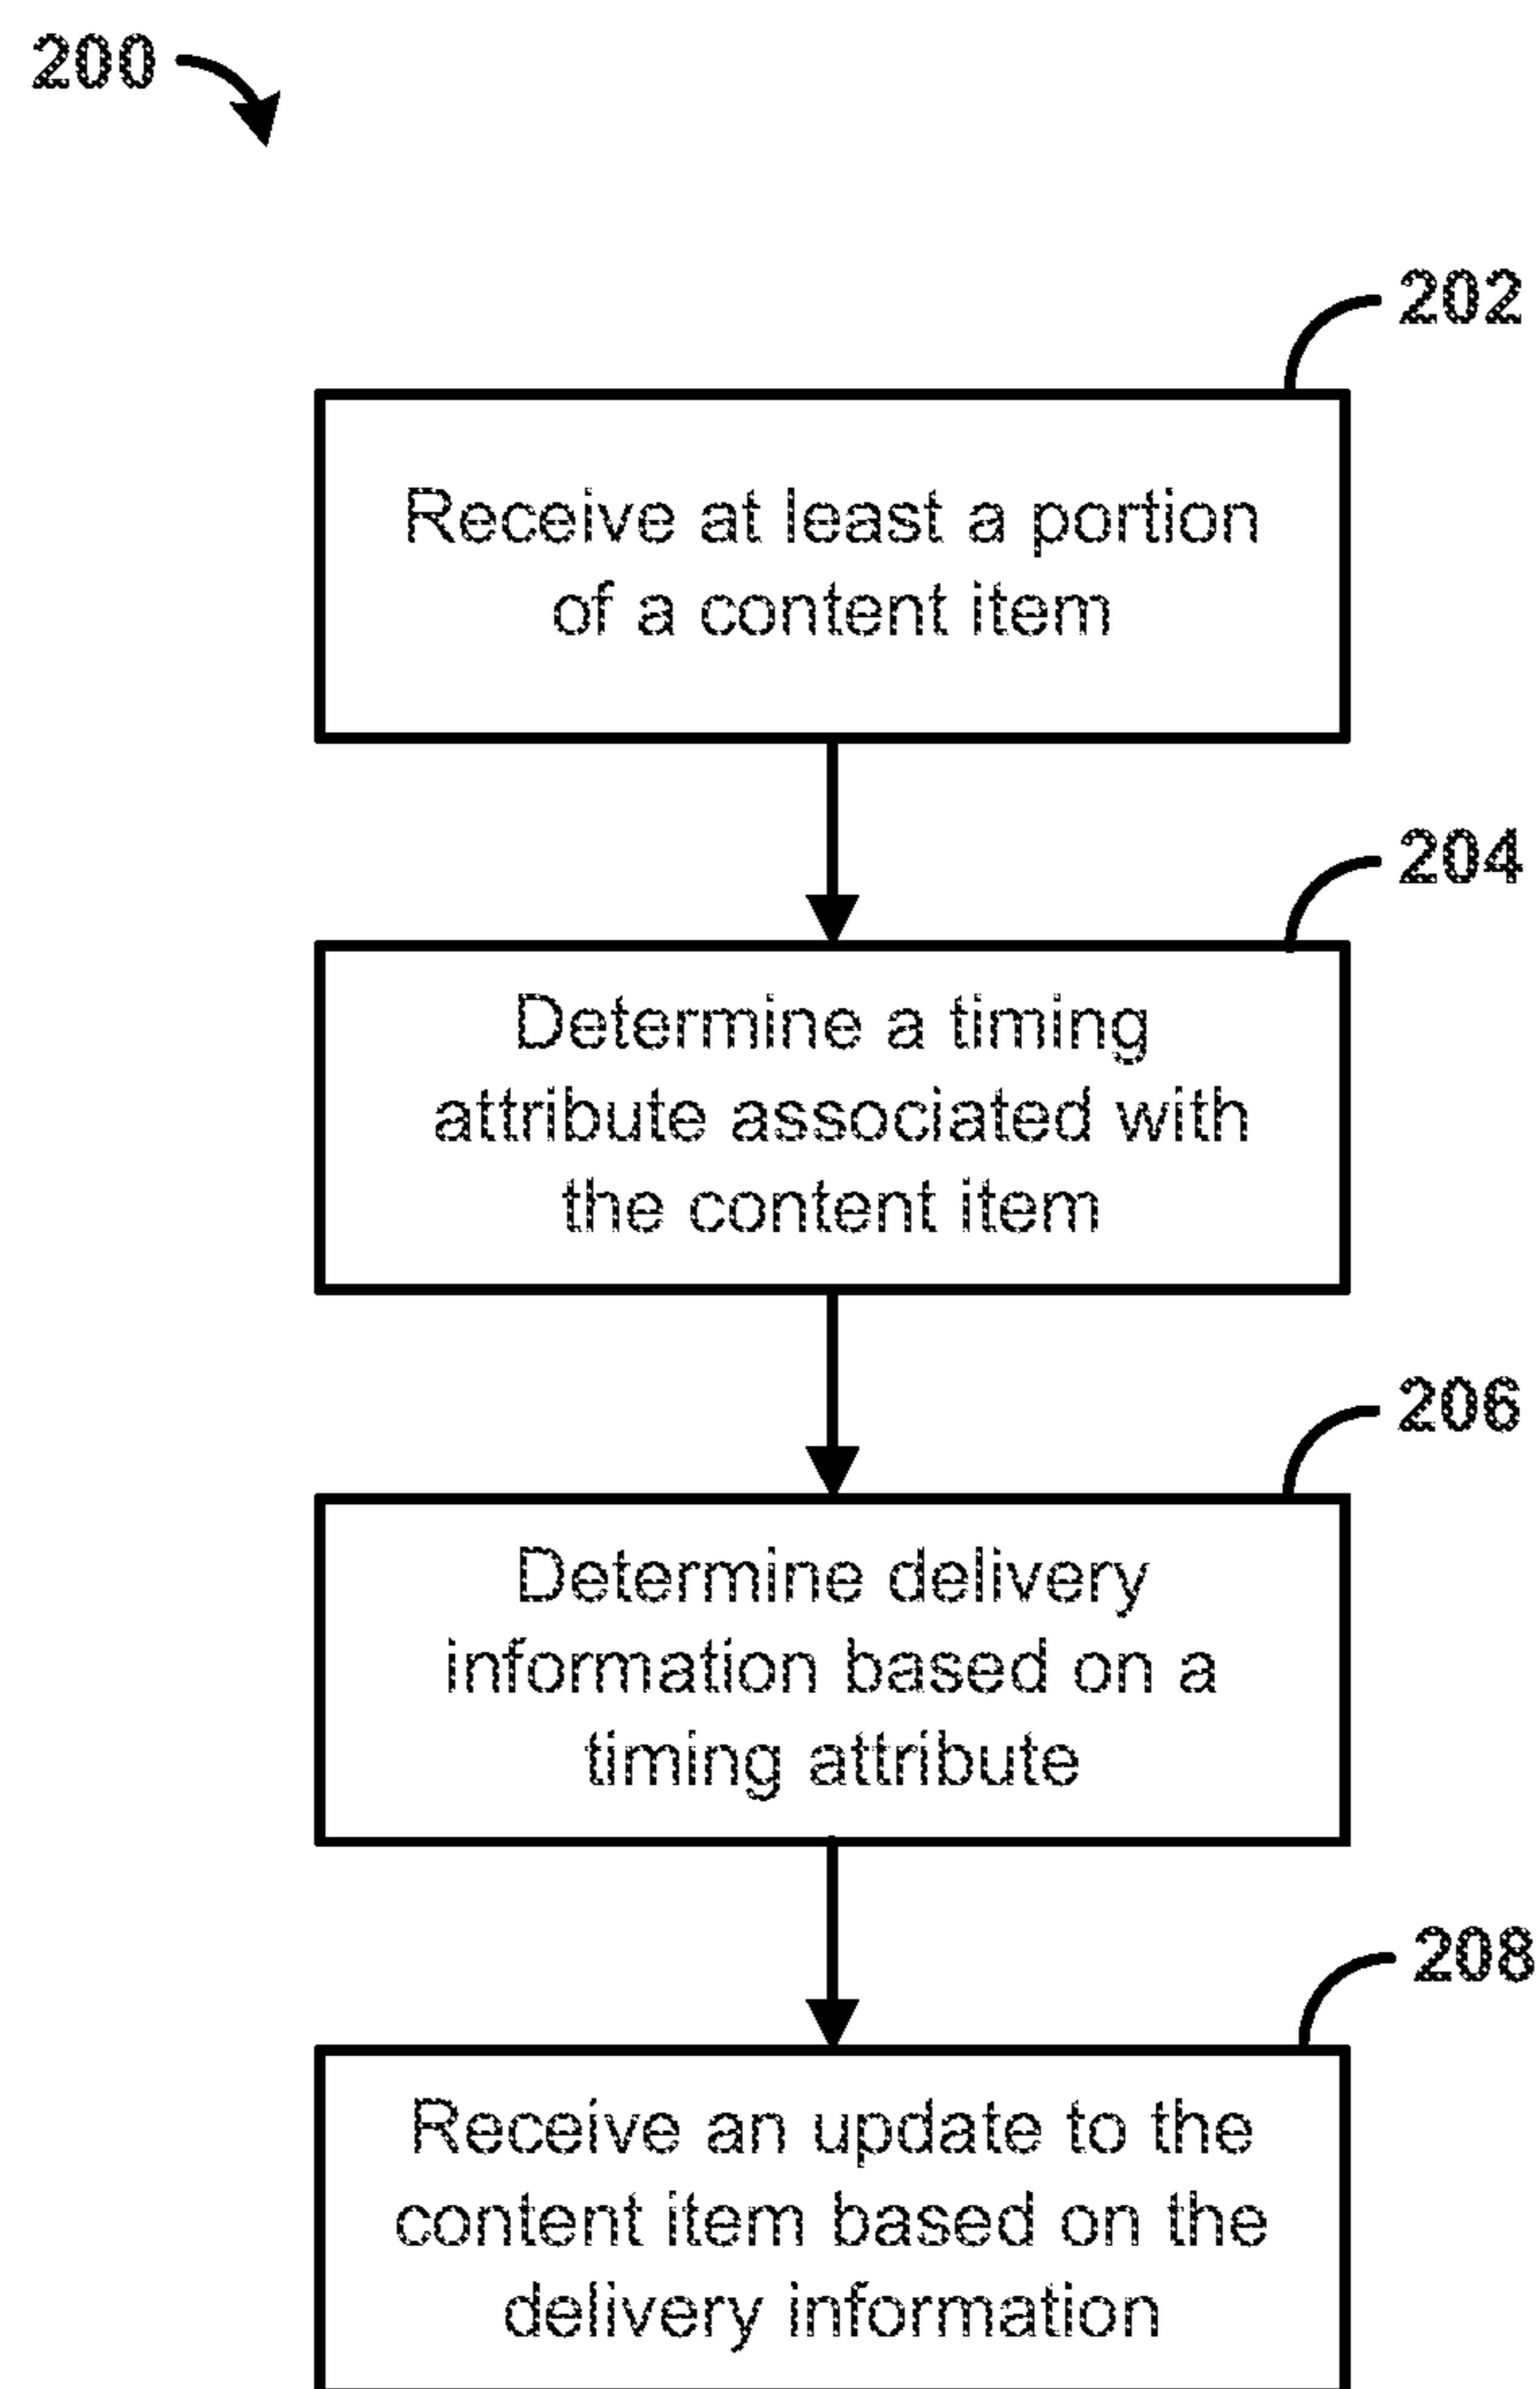 200
202
Receive at least a portion
of a content item
204
Determine a timing
attribute associated with
the content item
206
Determine delivery
information based on a
timing attribute
208
Receive an update to the
content item based on the
delivery information